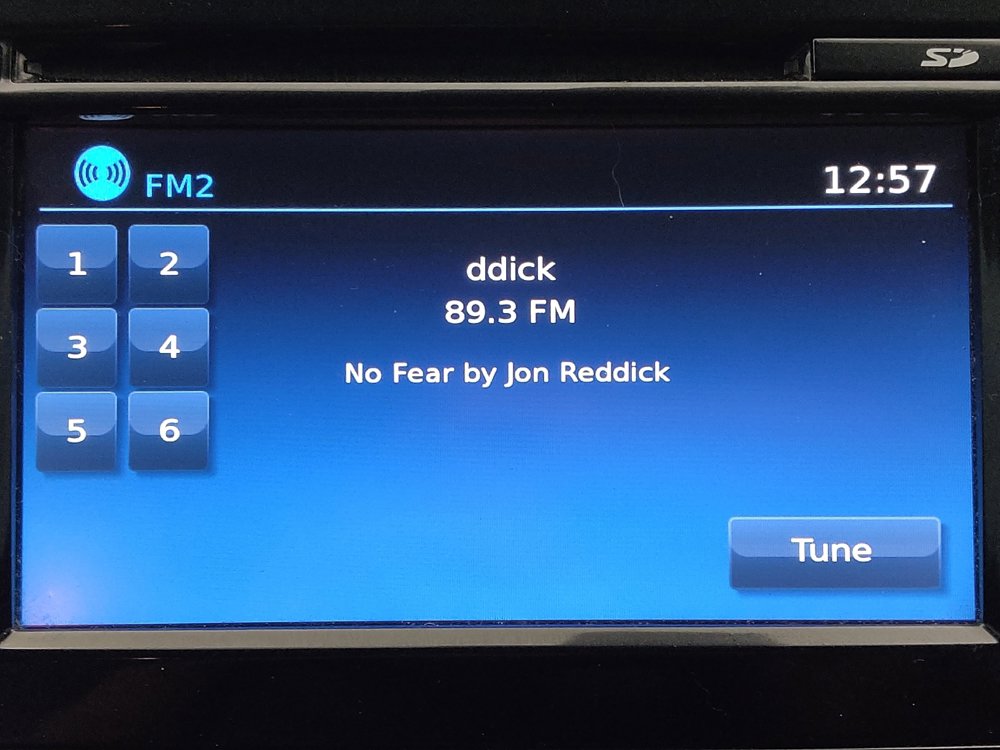 SD
FM2
12:57
1 2
3 4
5 6
ddick
89.3 FM
No Fear by Jon Reddick
Tune